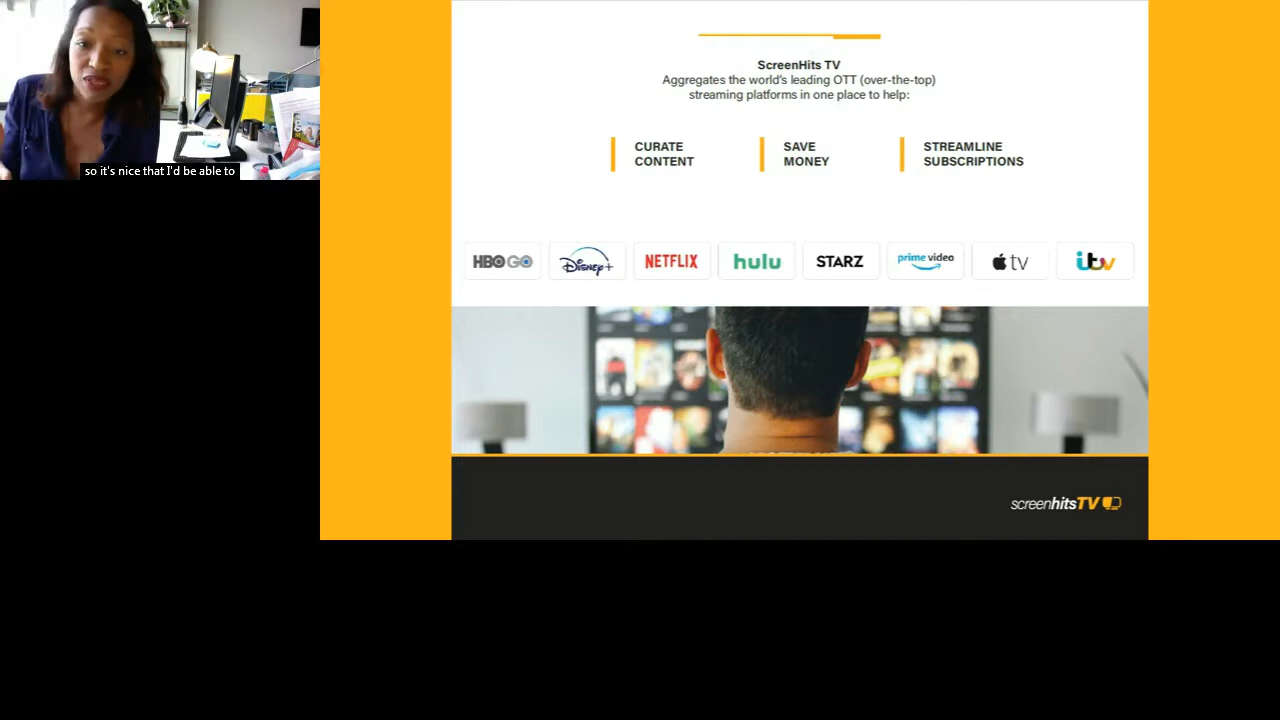 so it's nice that I'd be able to
ScreenHits TV
Aggregates the world's leading OTT (over-the-top)
streaming platforms in one place to help:
CURATE
CONTENT
SAVE
MONEY
STREAMLINE
SUBSCRIPTIONS
HBO GO
Disney+
NETFLIX
hulu
STARZ
prime video
tv
itv
screenhitsTV